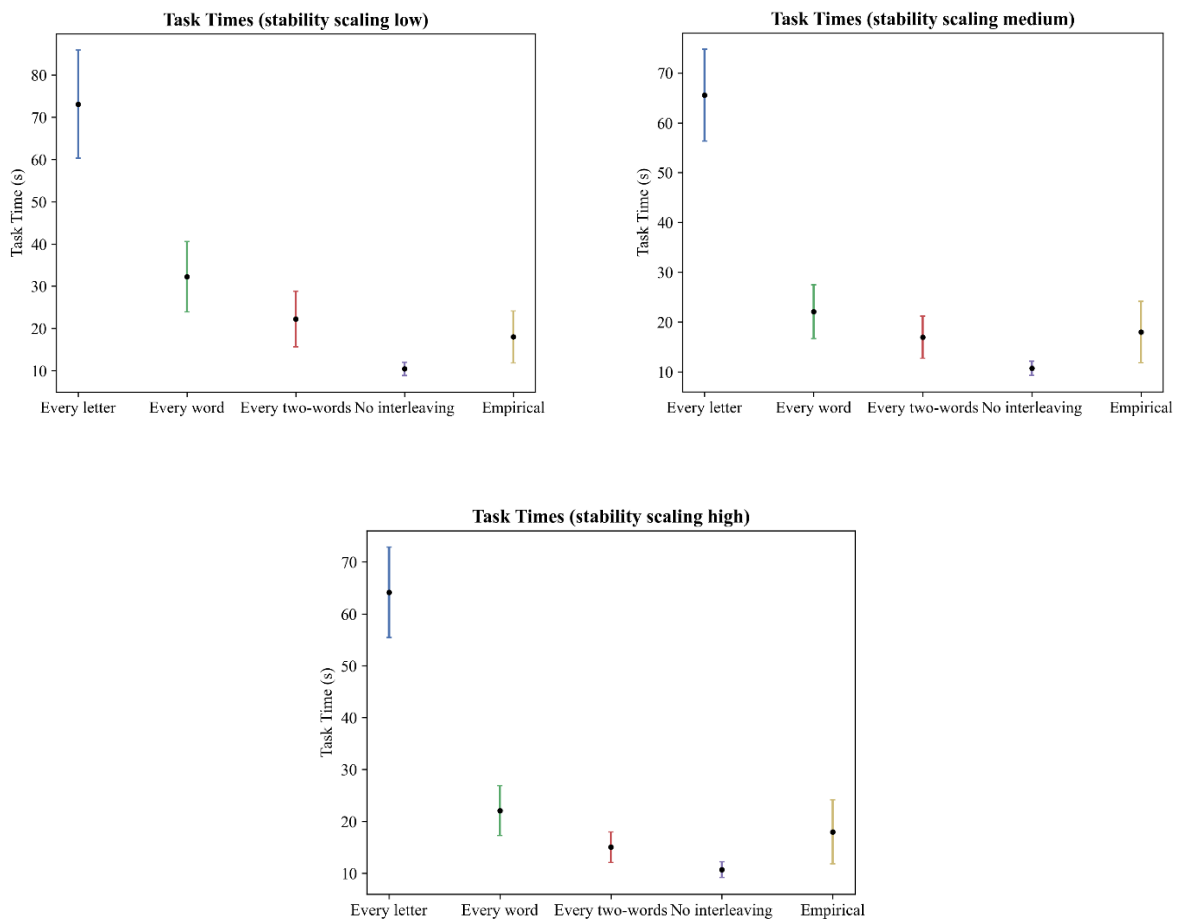 Task Times (stability scaling low)
Task Time (s)
80
70
60
50
40
30
20
10
Every letter Every word Every two-words No interleaving Empirical
Task Times (stability scaling medium)
Task Time (s)
70
60
50
40
30
20
10
Every letter Every word Every two-words No interleaving Empirical
Task Times (stability scaling high)
Task Time (s)
70
60
50
40
30
20
10
Every letter Every word Every two-words No interleaving Empirical